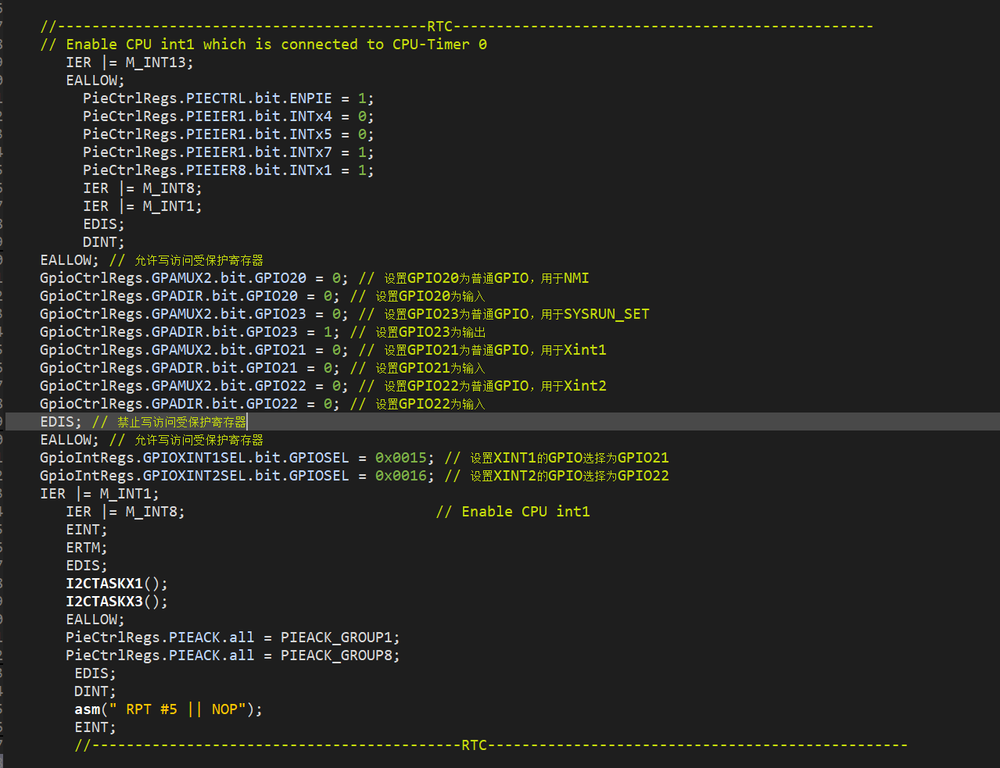 //-------------------------------------------RTC-------------------------------------------------
// Enable CPU int1 which is connected to CPU-Timer 0
IER |= M_INT13;
EALLOW;
PieCtrlRegs.PIECTRL.bit.ENPIE = 1;
PieCtrlRegs.PIEIER1.bit.INTx4 = 0;
PieCtrlRegs.PIEIER1.bit.INTx5 = 0;
PieCtrlRegs.PIEIER1.bit.INTx7 = 1;
PieCtrlRegs.PIEIER8.bit.INTx1 = 1;
IER |= M_INT8;
IER |= M_INT1;
EDIS;
DINT;
EALLOW; // 允许写访问受保护寄存器
GpioCtrlRegs.GPAMUX2.bit.GPIO20 = 0; // 设置GPIO20为普通GPIO，用于NMI
GpioCtrlRegs.GPADIR.bit.GPIO20 = 0; // 设置GPIO20为输入
GpioCtrlRegs.GPAMUX2.bit.GPIO23 = 0; // 设置GPIO23为普通GPIO，用于SYSRUN_SET
GpioCtrlRegs.GPADIR.bit.GPIO23 = 1; // 设置GPIO23为输出
GpioCtrlRegs.GPAMUX2.bit.GPIO21 = 0; // 设置GPIO21为普通GPIO，用于Xint1
GpioCtrlRegs.GPADIR.bit.GPIO21 = 0; // 设置GPIO21为输入
GpioCtrlRegs.GPAMUX2.bit.GPIO22 = 0; // 设置GPIO22为普通GPIO，用于Xint2
GpioCtrlRegs.GPADIR.bit.GPIO22 = 0; // 设置GPIO22为输入
EDIS; // 禁止写访问受保护寄存器
EALLOW; // 允许写访问受保护寄存器
GpioIntRegs.GPIOXINT1SEL.bit.GPIOSEL = 0x0015; // 设置XINT1的GPIO选择为GPIO21
GpioIntRegs.GPIOXINT2SEL.bit.GPIOSEL = 0x0016; // 设置XINT2的GPIO选择为GPIO22
IER |= M_INT1;
IER |= M_INT8; // Enable CPU int1
EINT;
ERTM;
EDIS;
I2CTASKX1();
I2CTASKX3();
EALLOW;
PieCtrlRegs.PIEACK.all = PIEACK_GROUP1;
PieCtrlRegs.PIEACK.all = PIEACK_GROUP8;
EDIS;
DINT;
asm(" RPT #5 || NOP");
EINT;
//-------------------------------------------RTC-------------------------------------------------